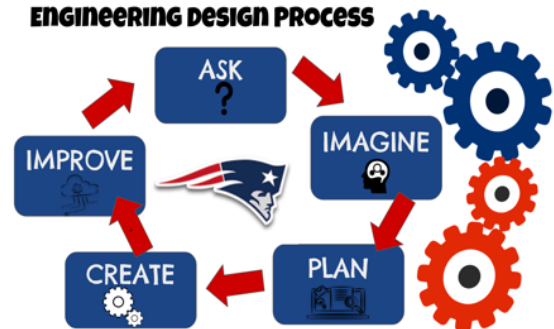 Engineering Design Process
ASK
?
IMAGINE
PLAN
CREATE
IMPROVE